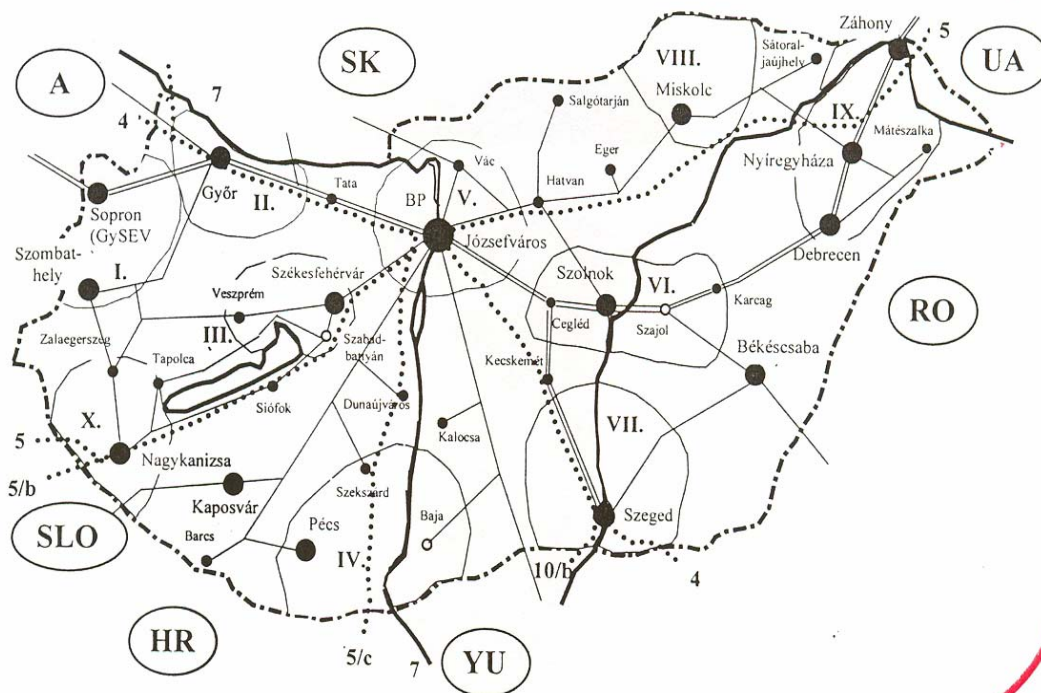 Záhony
5
SK
VIII.
Sátoral-
jaújhely
UA
A
7
Miskolc
Salgótarján
IX.
4
Mátészalka
Eger
Nyíregyháza
Vác
Hatvan
BP
V.
Győr
Tata
Sopron
(GySEV
II.
Józsefváros
Debrecen
Szombat-
hely
Szolnok
VI.
I.
Székesfehérvár
Karcag
RO
Veszprém
Cegléd
Szajol
III.
Szabad-
battyán
Zalaegerszeg
Kecskemét
Békéscsaba
Tapolca
Siófok
Dunaújváros
X.
VII.
Kalocsa
5
Nagykanizsa
5/b
Szekszárd
Kaposvár
Szeged
SLO
Baja
Pécs
Barcs
IV.
10/b
4
HR
5/c
7
YU